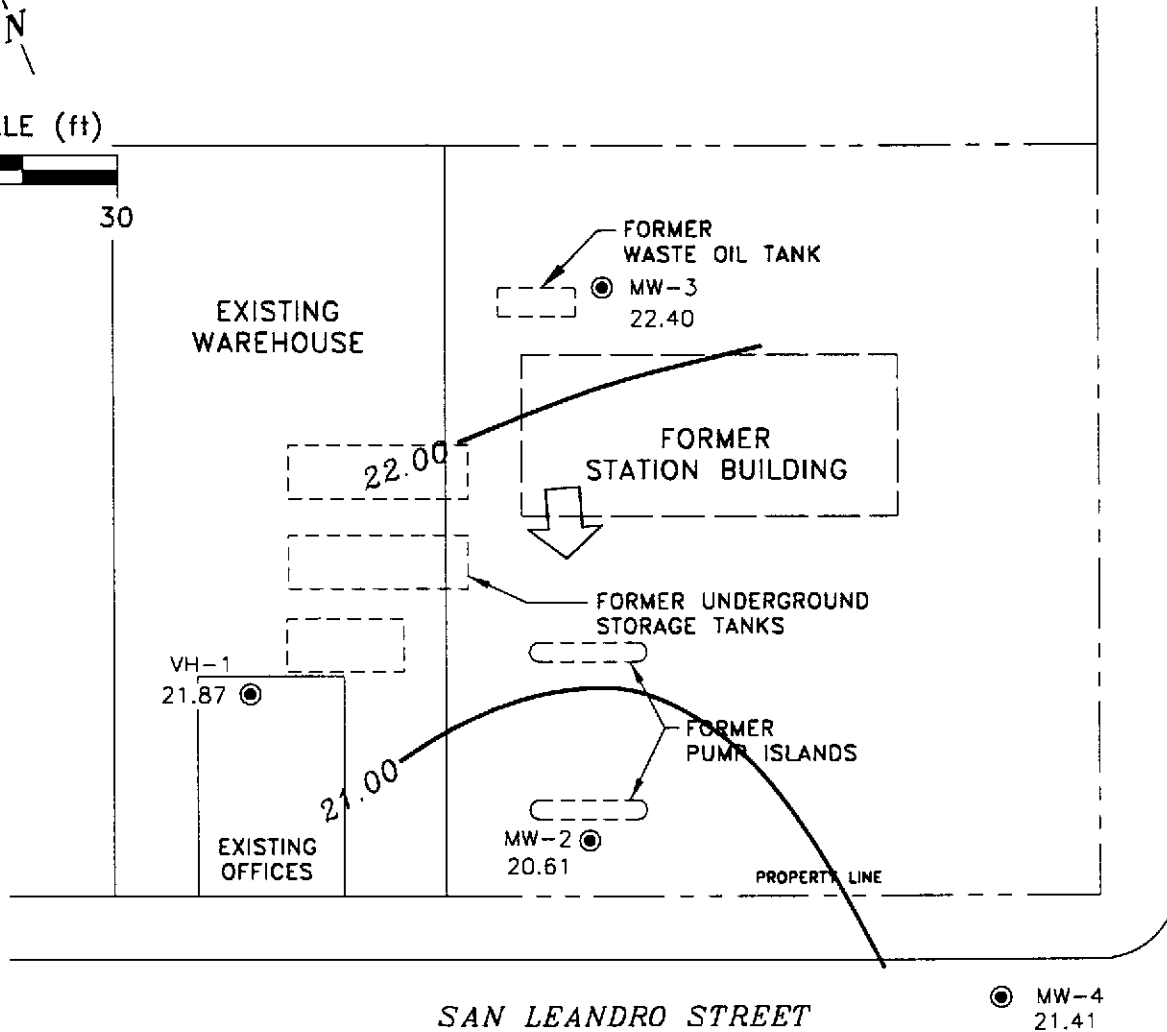 N
LE (ft)
30
FORMER
WASTE OIL TANK
MW-3
22.40
EXISTING
WAREHOUSE
22.00
FORMER
STATION BUILDING
FORMER UNDERGROUND
STORAGE TANKS
VH-1
21.87
FORMER
PUMP ISLANDS
21.00
MW-2
20.61
EXISTING
OFFICES
PROPERTY LINE
SAN LEANDRO STREET
MW-4
21.41